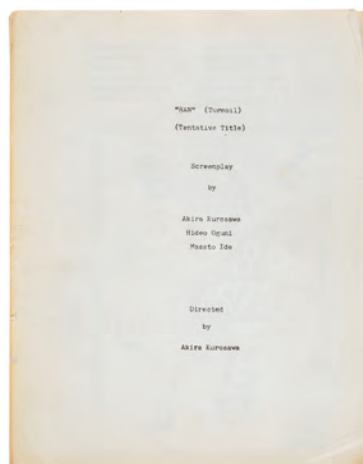 "RAN" (Turmoil)
(Tentative Title)
Screenplay
by
Akira Kurosawa
Hideo Oguni
Masato Ide
Directed
by
Akira Kurosawa